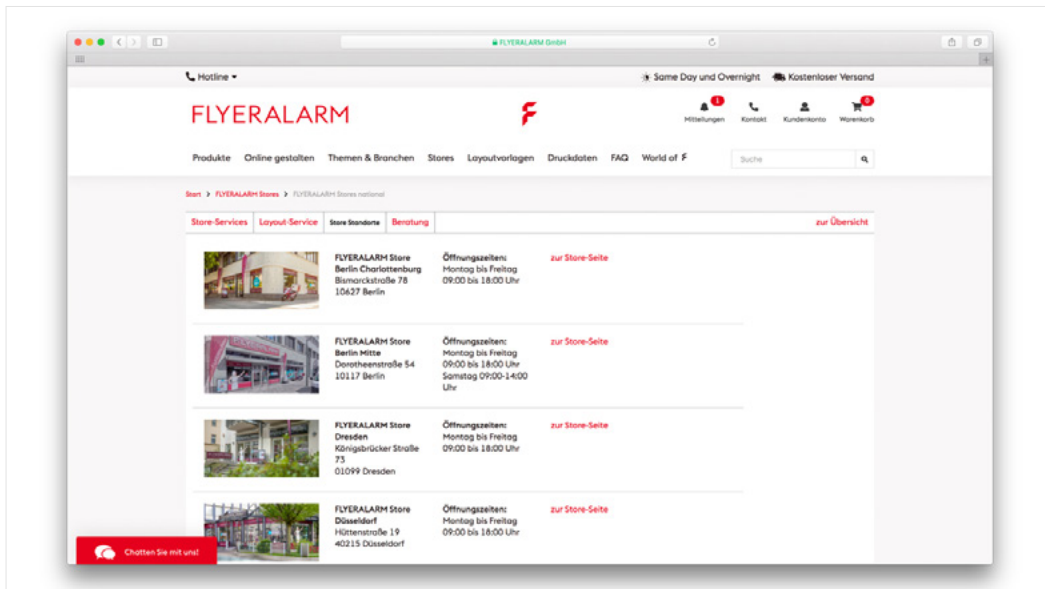 FLYERALARM GmbH
Hotline
Same Day und Overnight
Kostenloser Versand
FLYERALARM
1
0
Mitteilungen
Kontakt
Kundenkonto
Warenkorb
Produkte
Online gestalten
Themen & Branchen
Stores
Layoutvorlagen
Druckdaten
FAQ
World of F
Suche
Start > FLYERALARM Stores > FLYERALARM Stores national
Store-Services
Layout-Service
Store Standorte
Beratung
zur Übersicht
FLYERALARM Store
Berlin Charlottenburg
Bismarckstraße 78
10627 Berlin
Öffnungszeiten:
Montag bis Freitag
09:00 bis 18:00 Uhr
zur Store-Seite
FLYERALARM Store
Berlin Mitte
Dorotheenstraße 54
10117 Berlin
Öffnungszeiten:
Montag bis Freitag
09:00 bis 18:00 Uhr
Samstag 09:00-14:00
Uhr
zur Store-Seite
FLYERALARM Store
Dresden
Königsbrücker Straße
73
01099 Dresden
Öffnungszeiten:
Montag bis Freitag
09:00 bis 18:00 Uhr
zur Store-Seite
FLYERALARM Store
Düsseldorf
Hüttenstraße 19
40215 Düsseldorf
Öffnungszeiten:
Montag bis Freitag
09:00 bis 18:00 Uhr
zur Store-Seite
Chatten Sie mit uns!